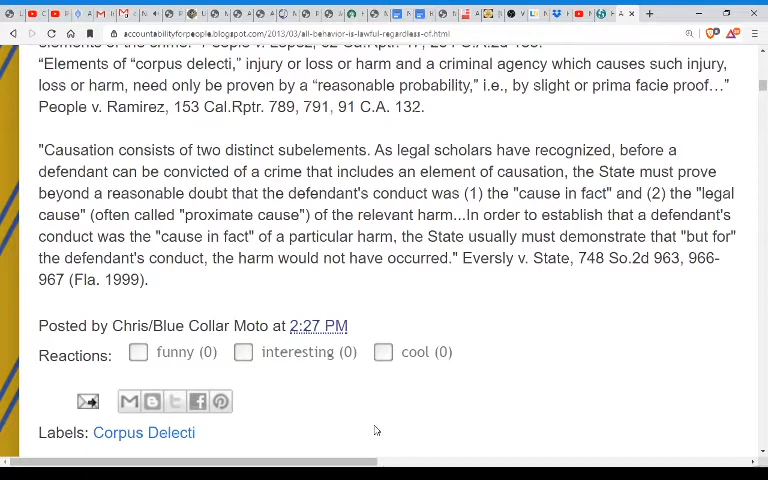 accountabilityforpeople.blogspot.com/2013/03/all-behavior-is-lawful-regardless-of.html
“Elements of “corpus delecti,” injury or loss or harm and a criminal agency which causes such injury,
loss or harm, need only be proven by a “reasonable probability,” i.e., by slight or prima facie proof…”
People v. Ramirez, 153 Cal.Rptr. 789, 791, 91 C.A. 132.
"Causation consists of two distinct subelements. As legal scholars have recognized, before a
defendant can be convicted of a crime that includes an element of causation, the State must prove
beyond a reasonable doubt that the defendant's conduct was (1) the "cause in fact" and (2) the "legal
cause" (often called "proximate cause") of the relevant harm...In order to establish that a defendant's
conduct was the "cause in fact" of a particular harm, the State usually must demonstrate that "but for"
the defendant's conduct, the harm would not have occurred." Eversly v. State, 748 So.2d 963, 966-
967 (Fla. 1999).
Posted by Chris/Blue Collar Moto at 2:27 PM
Reactions: funny (0) interesting (0) cool (0)
Labels: Corpus Delecti